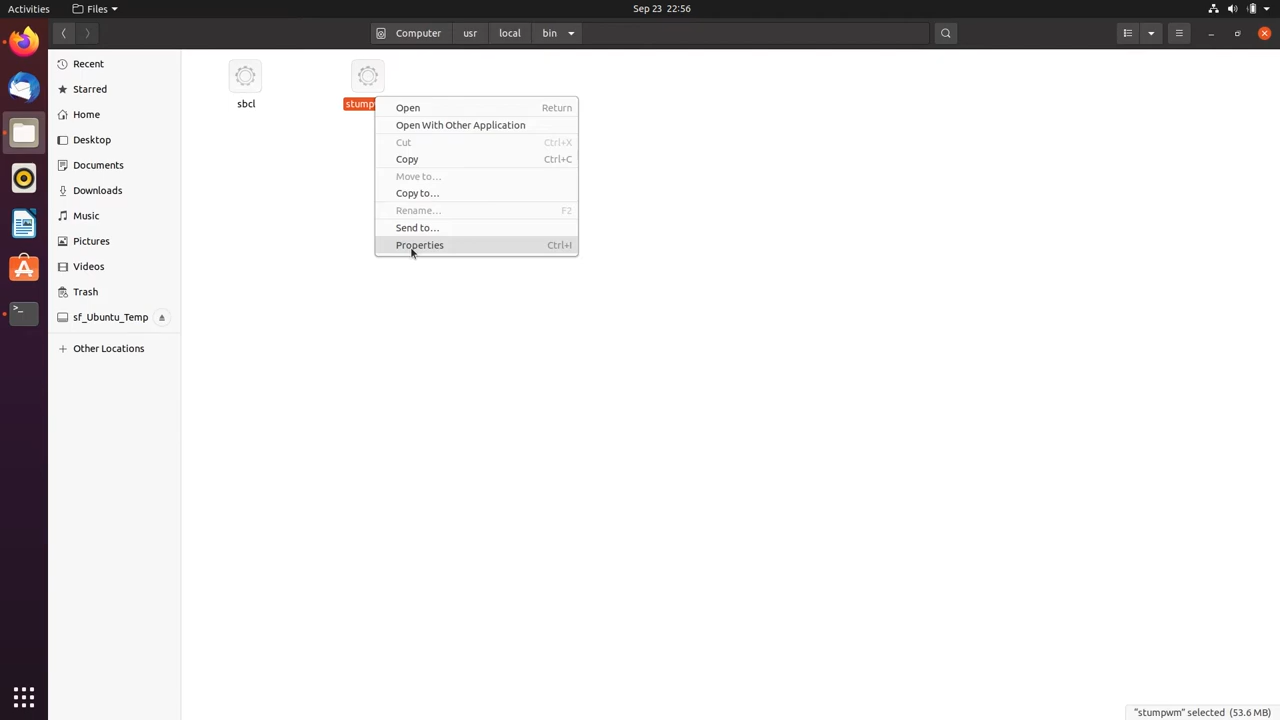 Activities
Files
Sep 23 22:56
Computer
usr
local
bin
Recent
Starred
Home
Desktop
Documents
Downloads
Music
Pictures
Videos
Trash
sf_Ubuntu_Temp
Other Locations
sbcl
stump
Open Return
Open With Other Application
Cut Ctrl+X
Copy Ctrl+C
Move to…
Copy to…
Rename… F2
Send to…
Properties Ctrl+I
"stumpwm" selected (53.6 MB)